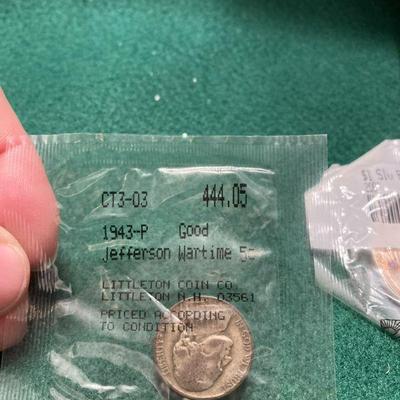 CT3-03 444.05
1943-P Good
Jefferson Wartime 5¢
LITTLETON COIN CO.
LITTLETON N.H. 03561
PRICED ACCORDING
TO CONDITION